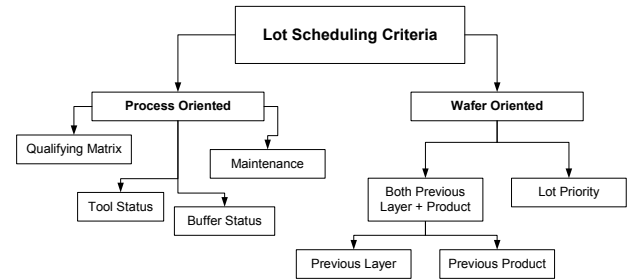 Lot Scheduling Criteria
Process Oriented
Wafer Oriented
Qualifying Matrix
Maintenance
Tool Status
Buffer Status
Both Previous
Layer + Product
Lot Priority
Previous Layer
Previous Product